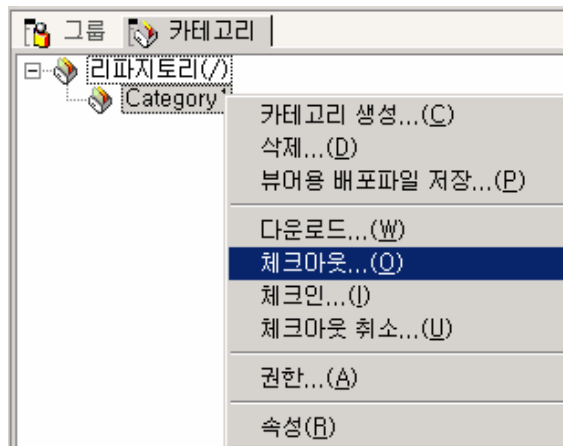 그룹 카테고리
리파지토리(/)
Category1
카테고리 생성...(C)
삭제...(D)
뷰어용 배포파일 저장...(P)
다운로드...(W)
체크아웃...(O)
체크인...(I)
체크아웃 취소...(U)
권한...(A)
속성(R)